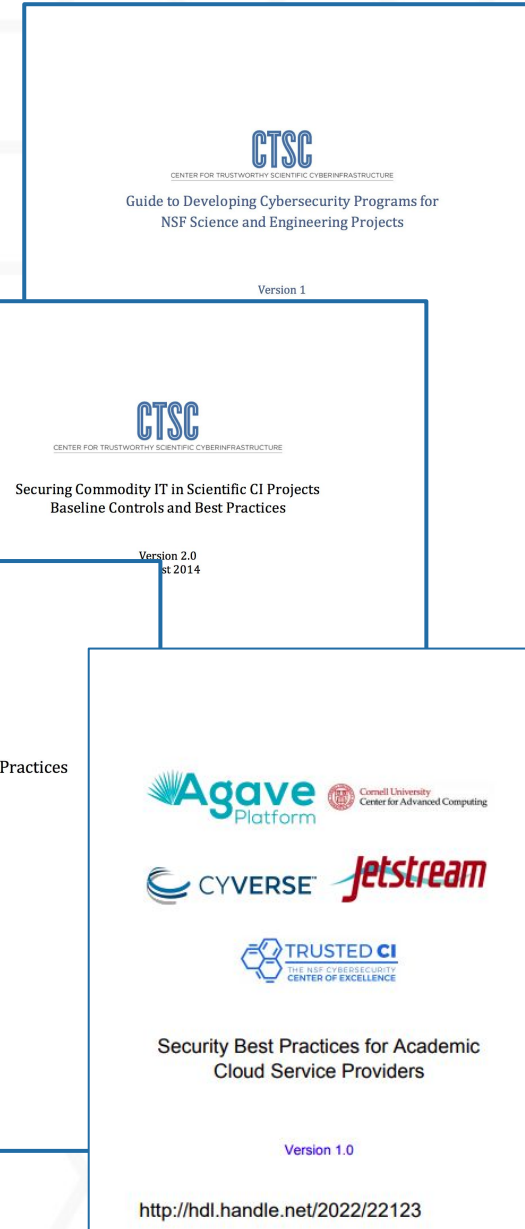 CTSC
CENTER FOR TRUSTWORTHY SCIENTIFIC CYBERINFRASTRUCTURE
Guide to Developing Cybersecurity Programs for
NSF Science and Engineering Projects
Version 1
CTSC
CENTER FOR TRUSTWORTHY SCIENTIFIC CYBERINFRASTRUCTURE
Securing Commodity IT in Scientific CI Projects
Baseline Controls and Best Practices
Version 2.0
st 2014
Practices
Agave
Platform
Cornell University
Center for Advanced Computing
CYVERSE™
Jetstream
TRUSTED CI
THE NSF CYBERSECURITY
CENTER OF EXCELLENCE
Security Best Practices for Academic
Cloud Service Providers
Version 1.0
http://hdl.handle.net/2022/22123